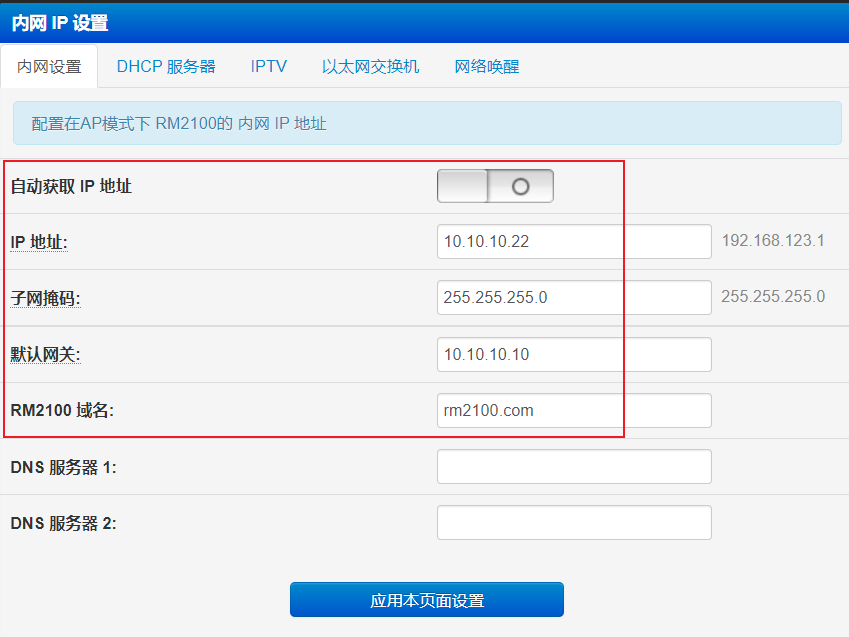 内网 IP 设置
内网设置 DHCP 服务器 IPTV 以太网交换机 网络唤醒
配置在AP模式下 RM2100的 内网 IP 地址
自动获取 IP 地址
IP 地址: 10.10.10.22 192.168.123.1
子网掩码: 255.255.255.0 255.255.255.0
默认网关: 10.10.10.10
RM2100 域名: rm2100.com
DNS 服务器 1:
DNS 服务器 2:
应用本页面设置